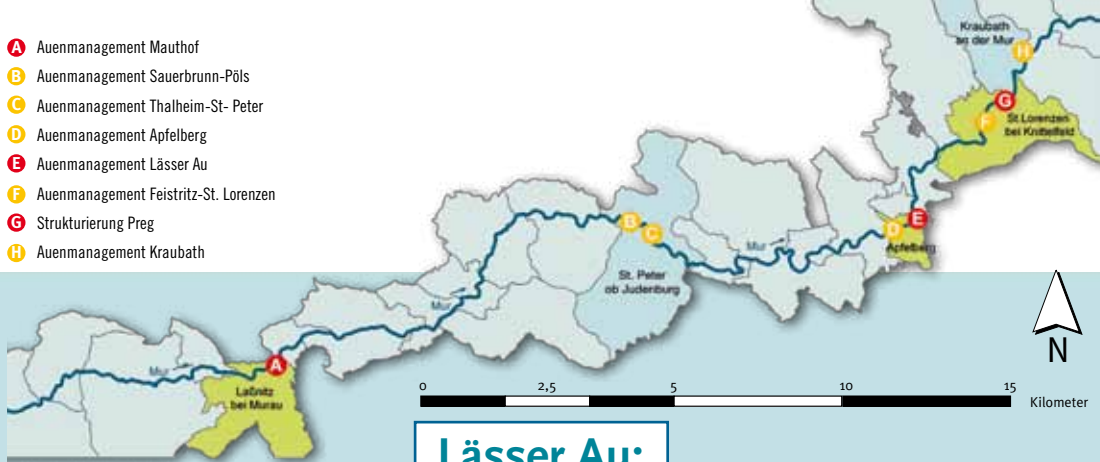 A Auenmanagement Mauthof
B Auenmanagement Sauerbrunn-Pöls
C Auenmanagement Thalheim-St- Peter
D Auenmanagement Apfelberg
E Auenmanagement Lässer Au
F Auenmanagement Feistritz-St. Lorenzen
G Strukturierung Preg
H Auenmanagement Kraubath
Kraubath
an der Mur
H
G
F
St.Lorenzen
bei Knittelfeld
E
D
Apfelberg
B
C
Mur
St. Peter
ob Judenburg
Mur
Mur
A
Laßnitz
bei Murau
N
0 2,5 5 10 15
Kilometer
Lässer Au: